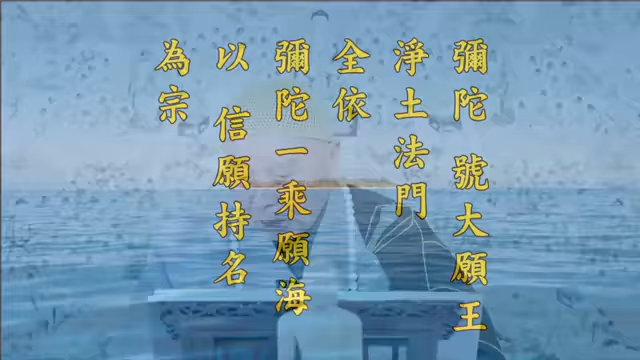 彌陀 號大願王
淨土法門
全依
彌陀一乘願海
以 信願持名
為宗